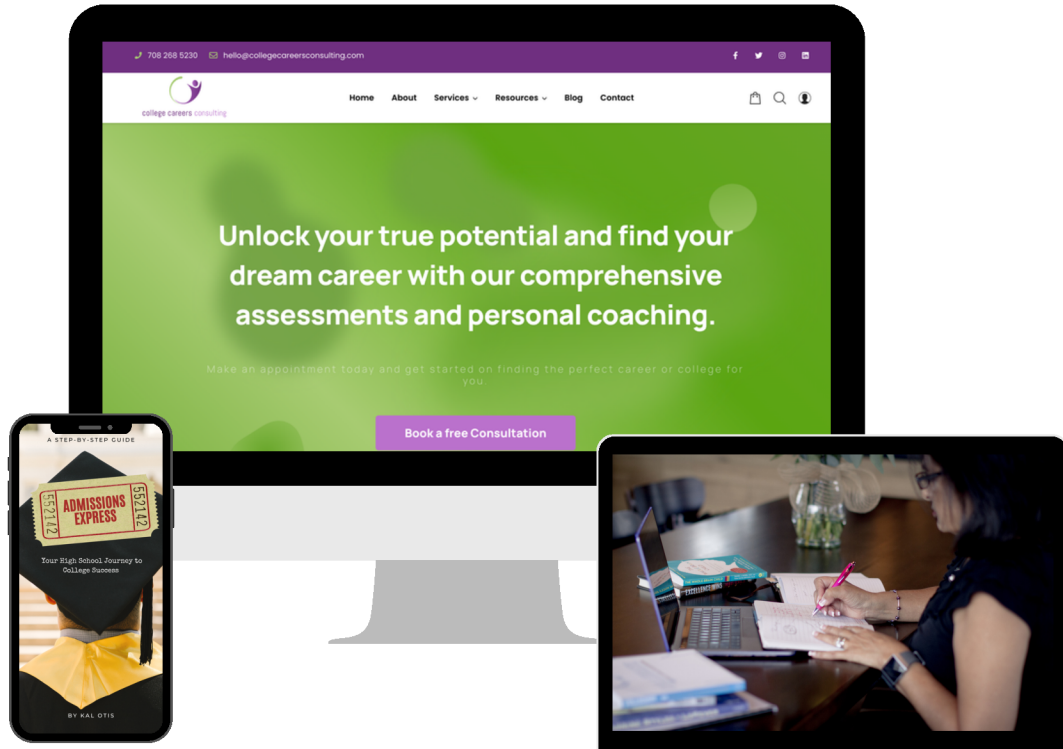 708 268 5230 hello@collegecareersconsulting.com
college careers consulting
Home About Services Resources Blog Contact
Unlock your true potential and find your
dream career with our comprehensive
assessments and personal coaching.
Make an appointment today and get started on finding the perfect career or college for
you.
Book a free Consultation
A STEP-BY-STEP GUIDE
552142
ADMISSIONS
EXPRESS
552142
Your High School Journey to
College Success
BY KAL OTIS